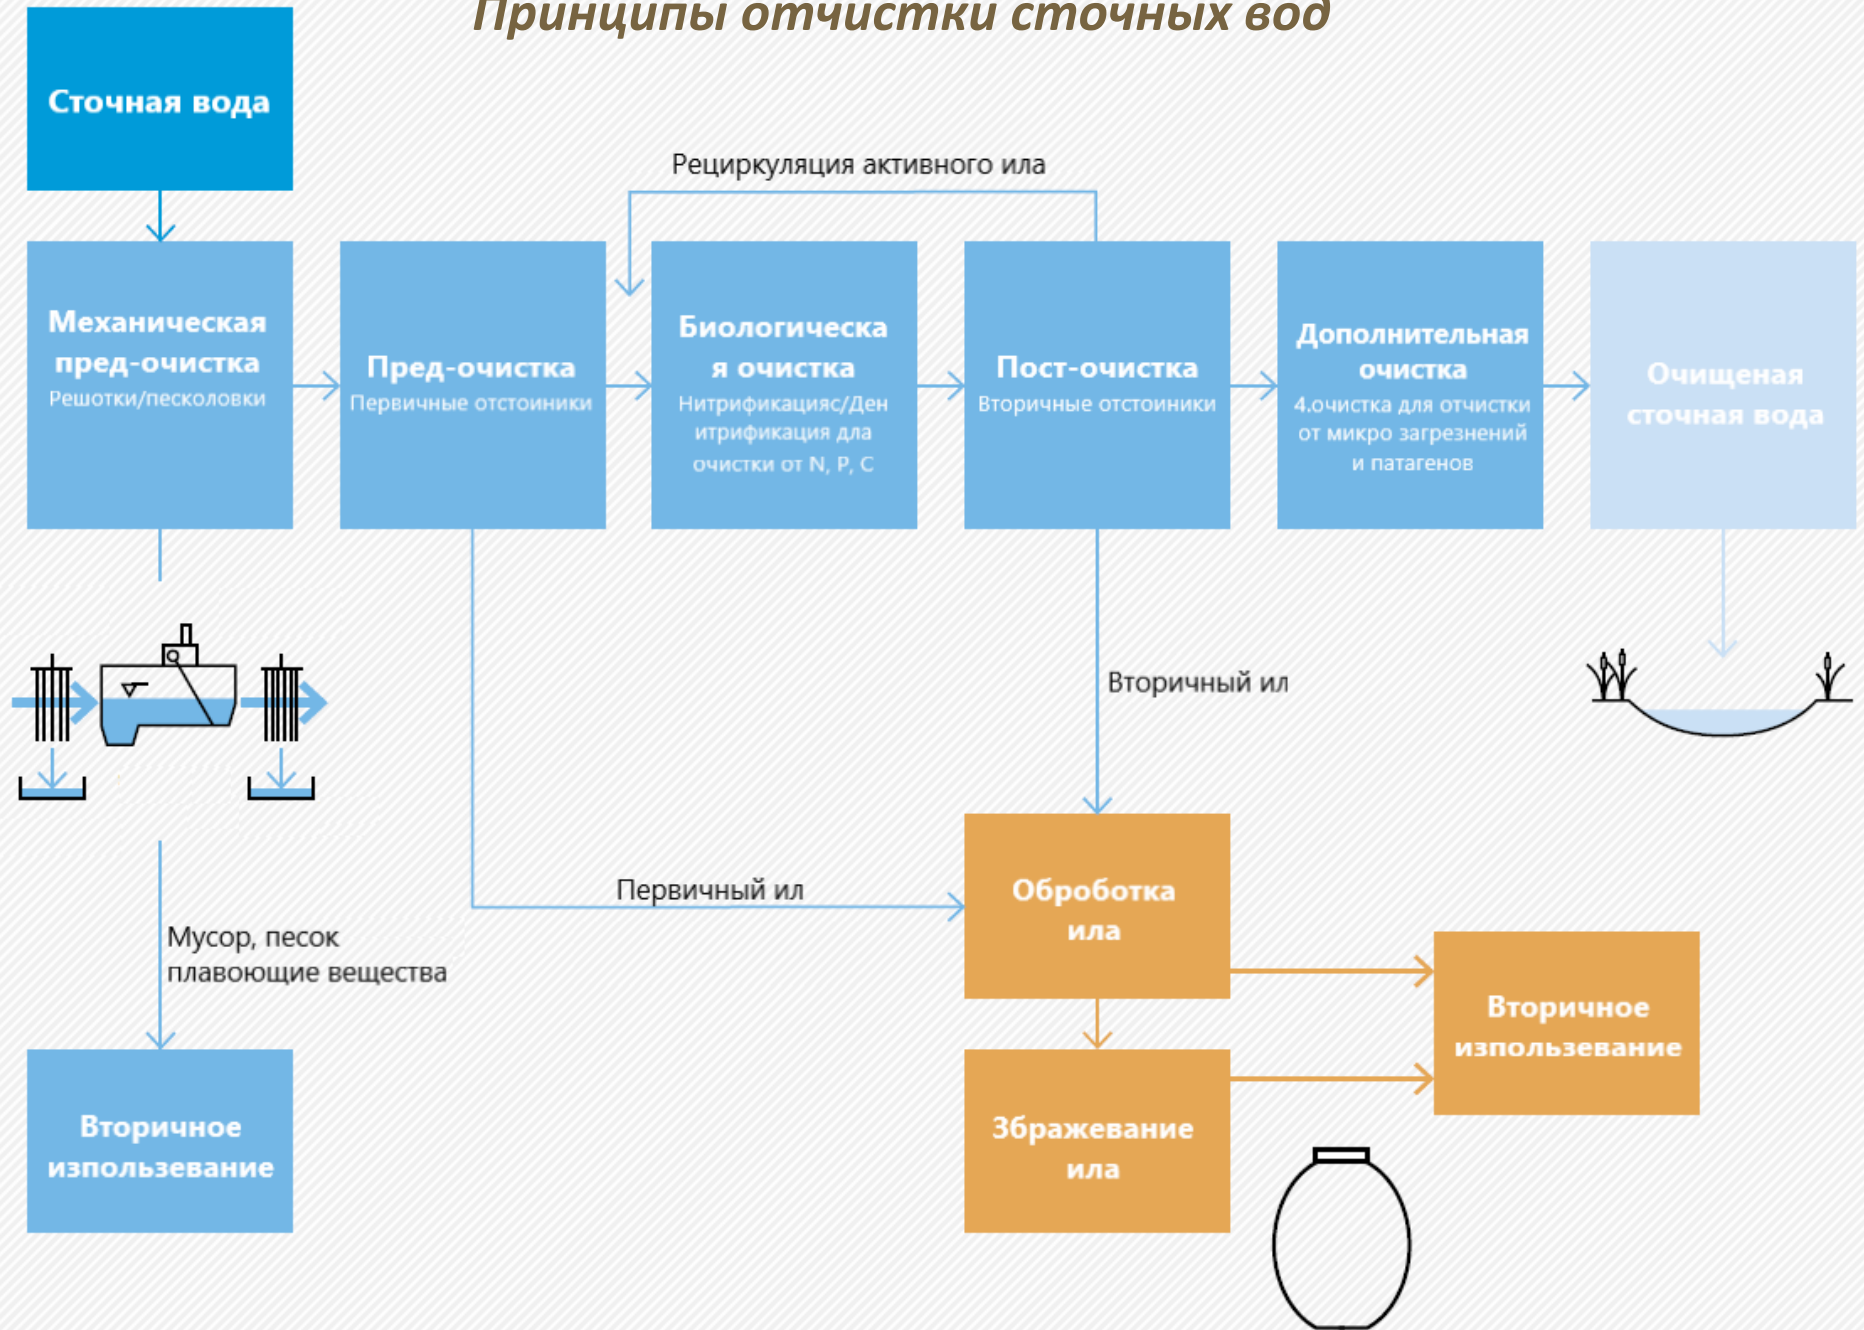 Принципы отчистки сточных вод
Сточная вода
Рециркуляция активного ила
Механическая
пред-очистка
Решотки/песколовки
Пред-очистка
Первичные отстоиники
Биологическа
я очистка
Нитрификацияс/Ден
итрификация дла
очистки от N, P, C
Пост-очистка
Вторичные отстоиники
Дополнительная
очистка
4.очистка для отчистки
от микро загрезнений
и патагенов
Очищеная
сточная вода
Вторичный ил
Первичный ил
Мусор, песок
плавоющие вещества
Оброботка
ила
Вторичное
изпользевание
Вторичное
изпользевание
Збражевание
ила